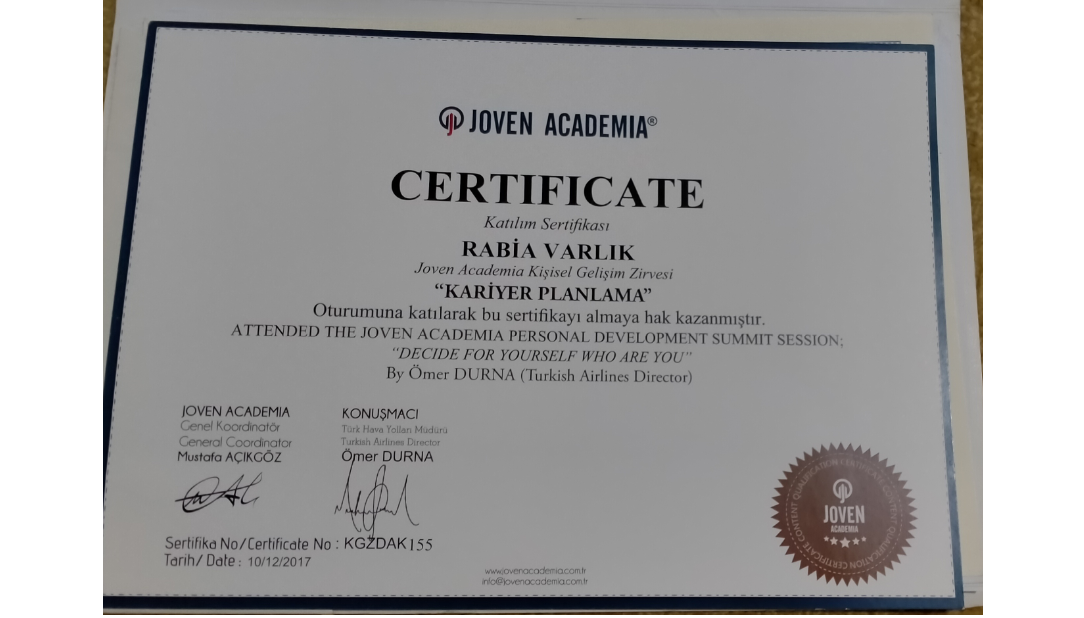 JOVEN ACADEMIA®
CERTIFICATE
Katılım Sertifikası
RABİA VARLIK
Joven Academia Kişisel Gelişim Zirvesi
“KARİYER PLANLAMA”
Oturumuna katılarak bu sertifikayı almaya hak kazanmıştır.
ATTENDED THE JOVEN ACADEMIA PERSONAL DEVELOPMENT SUMMIT SESSION;
“DECIDE FOR YOURSELF WHO ARE YOU”
By Ömer DURNA (Turkish Airlines Director)
JOVEN ACADEMIA
Genel Koordinatör
General Coordinator
Mustafa AÇIKGÖZ
KONUŞMACI
Türk Hava Yolları Müdürü
Turkish Airlines Director
Ömer DURNA
Sertifika No/Certificate No : KGZDAK155
Tarih/ Date : 10/12/2017
www.jovenacademia.com.tr
info@jovenacademia.com.tr
JOVEN
ACADEMIA